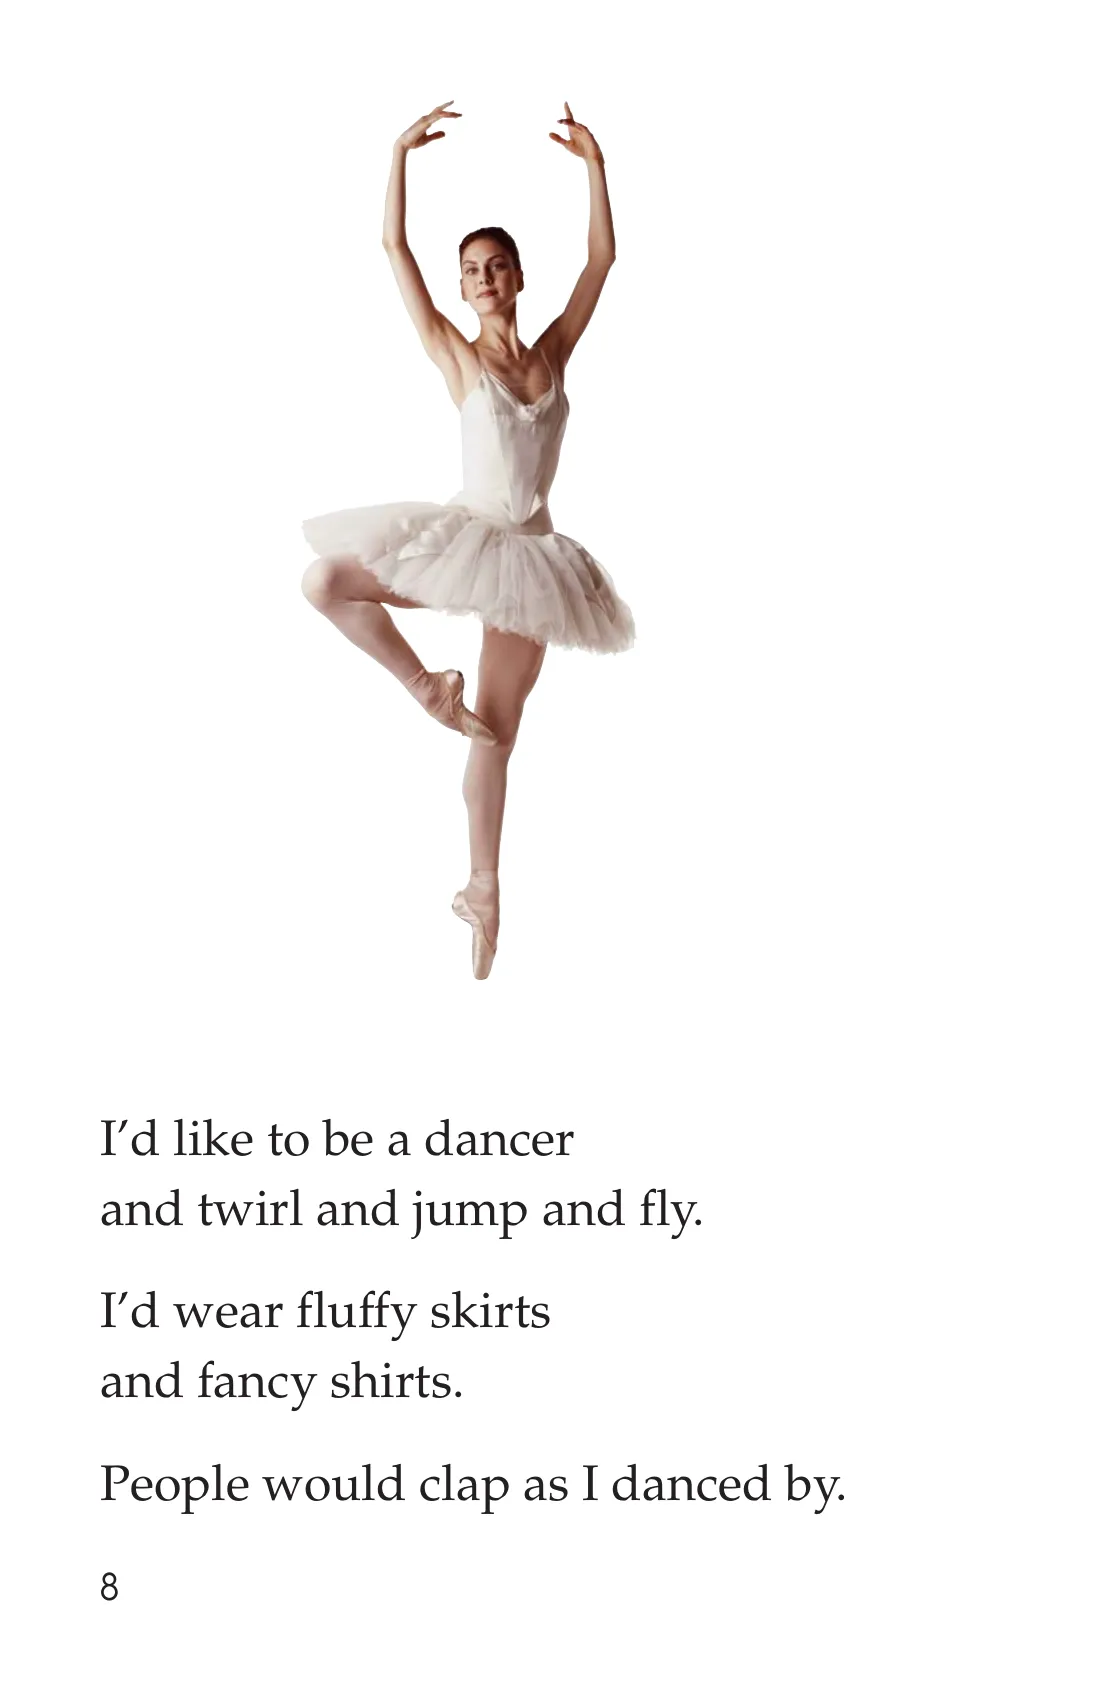 I’d like to be a dancer
and twirl and jump and fly.
I’d wear fluffy skirts
and fancy shirts.
People would clap as I danced by.
8